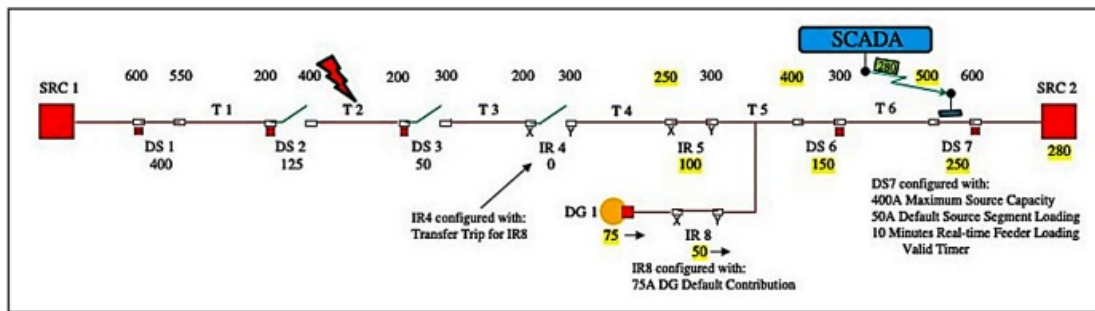 SCADA
280
600 550 200 400 200 300 200 300 250 300 400 300 500 600
SRC 1
SRC 2
T 1 T 2 T 3 T 4 T 5 T 6
DS 1 DS 2 DS 3 IR 4 IR 5 DS 6 DS 7
400 125 50 0 100 150 250 280
IR4 configured with:
Transfer Trip for IR8
DG 1
75
IR 8
50
IR8 configured with:
75A DG Default Contribution
DS7 configured with:
400A Maximum Source Capacity
50A Default Source Segment Loading
10 Minutes Real-time Feeder Loading
Valid Timer